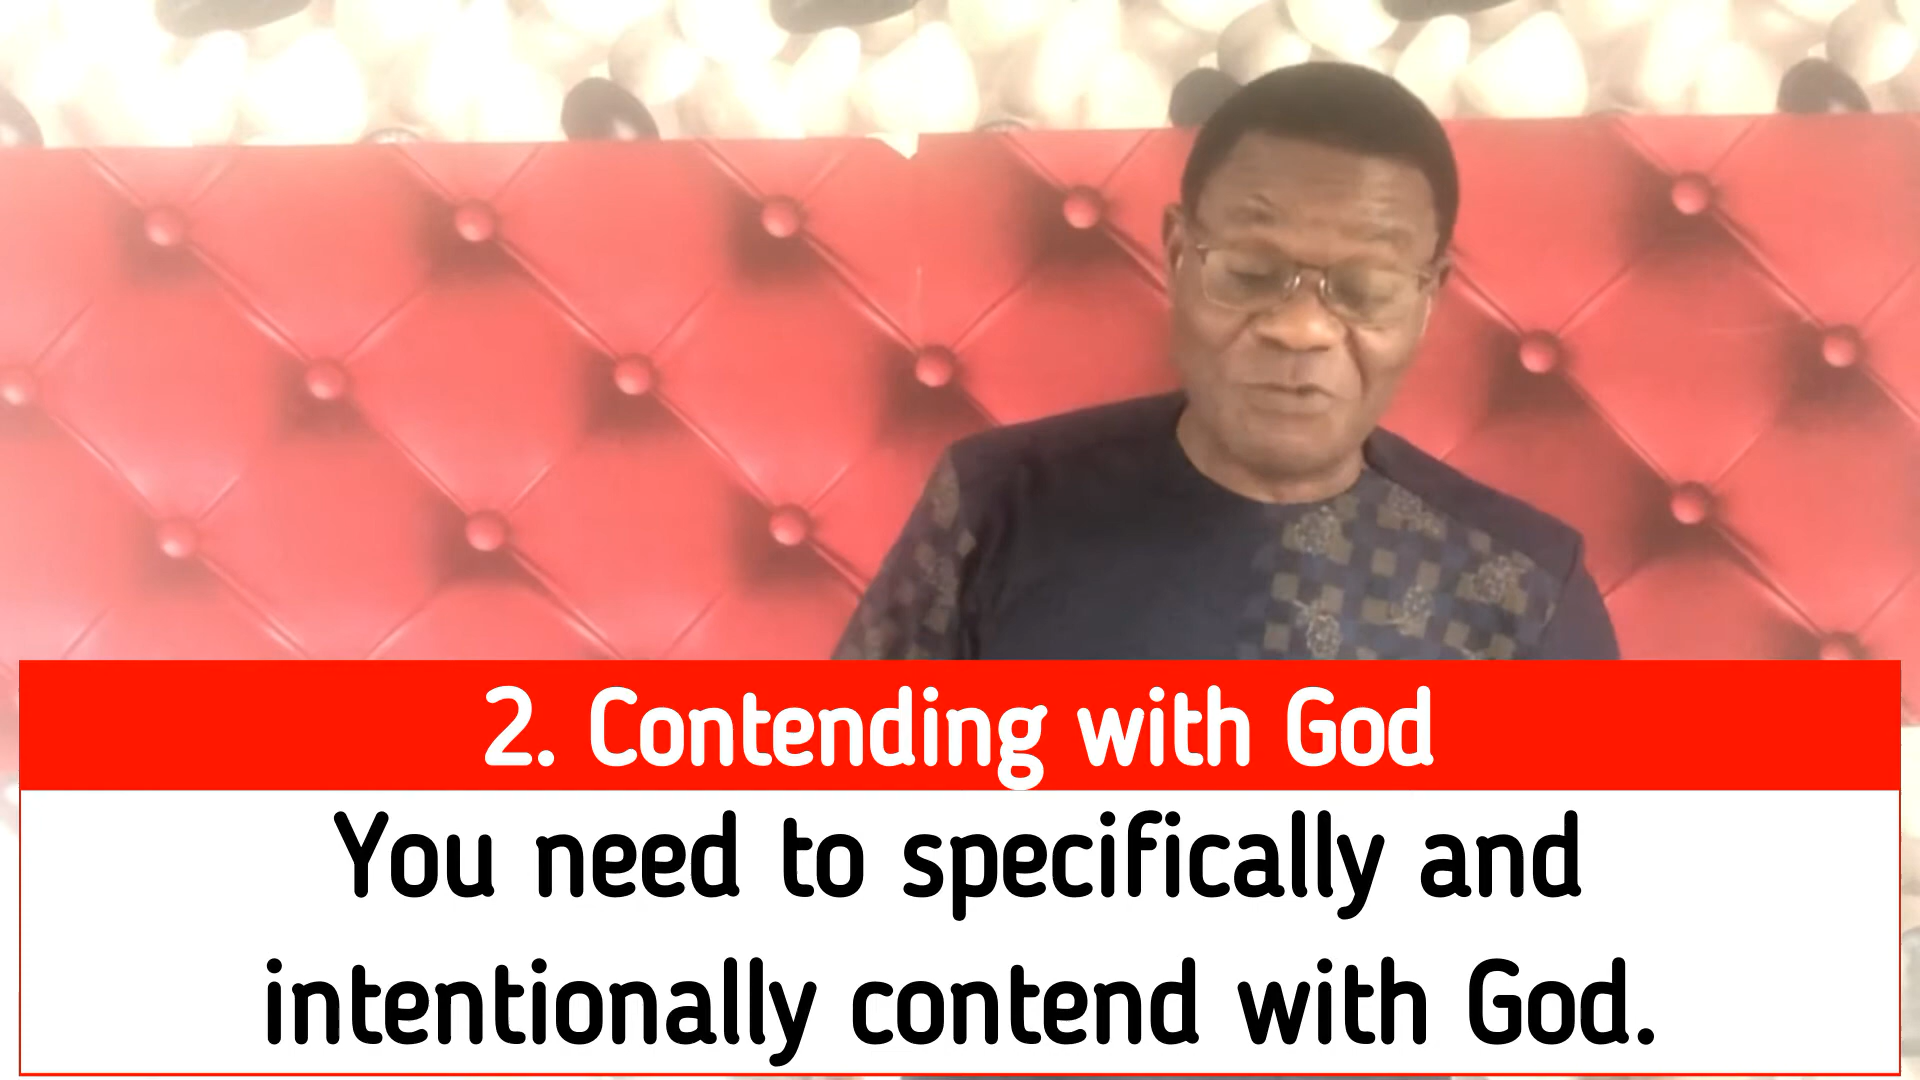 2. Contending with God
You need to specifically and
intentionally contend with God.